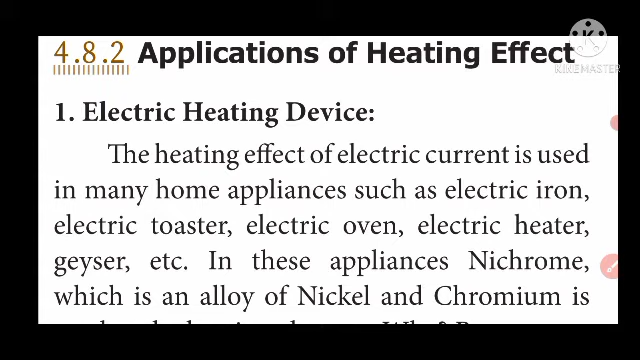 4.8.2 Applications of Heating Effect
KINEMASTER
1. Electric Heating Device:
The heating effect of electric current is used
in many home appliances such as electric iron,
electric toaster, electric oven, electric heater,
geyser, etc. In these appliances Nichrome,
which is an alloy of Nickel and Chromium is